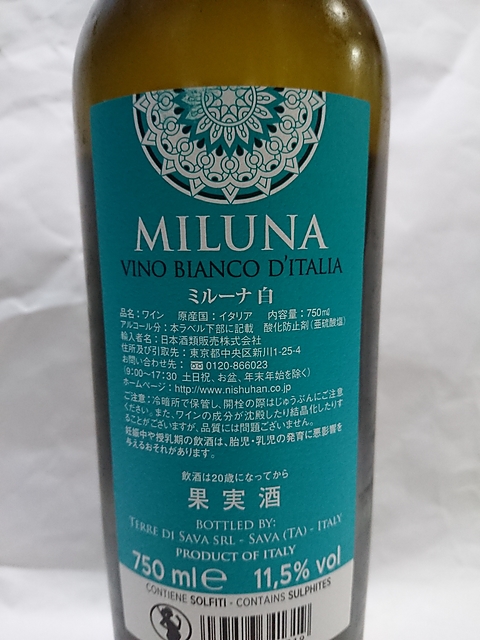 MILUNA
VINO BIANCO D'ITALIA
ミルーナ 白
品名:ワイン 原産国:イタリア 内容量:750㎖
アルコール分:本ラベル下部に記載 酸化防止剤(亜硫酸塩)
輸入者名:日本酒類販売株式会社
住所及び引取先:東京都中央区新川1-25-4
お問い合わせ先: 0120-866023
(9:00~17:30 土日祝、お盆、年末年始を除く)
ホームページ:http://www.nishuhan.co.jp
ご注意:冷暗所で保管し、開栓の際はじゅうぶんにご注意
ください。また、ワインの成分が沈殿したり結晶化したりす
ることがございますが、品質には問題ございません。
妊娠中や授乳期の飲酒は、胎児・乳児の発育に悪影響を
与えるおそれがあります。
飲酒は20歳になってから
果実酒
BOTTLED BY:
TERRE DI SAVA SRL - SAVA (TA) - ITALY
PRODUCT OF ITALY
750 ml e 11,5% vol
CONTIENE SOLFITI - CONTAINS SULPHITES